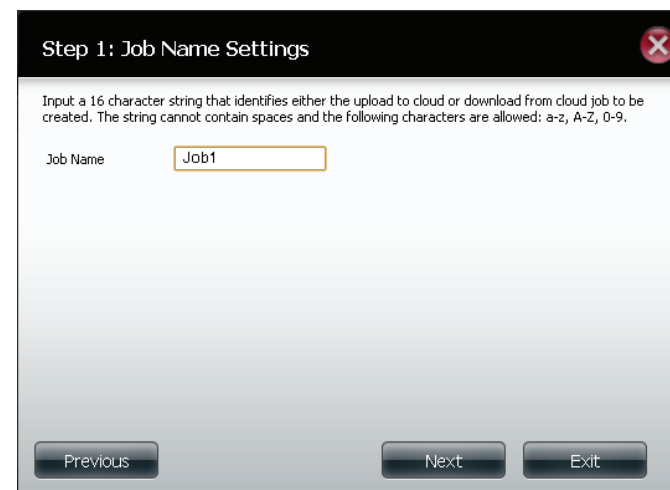 Step 1: Job Name Settings
Input a 16 character string that identifies either the upload to cloud or download from cloud job to be
created. The string cannot contain spaces and the following characters are allowed: a-z, A-Z, 0-9.
Job Name Job1
Previous Next Exit